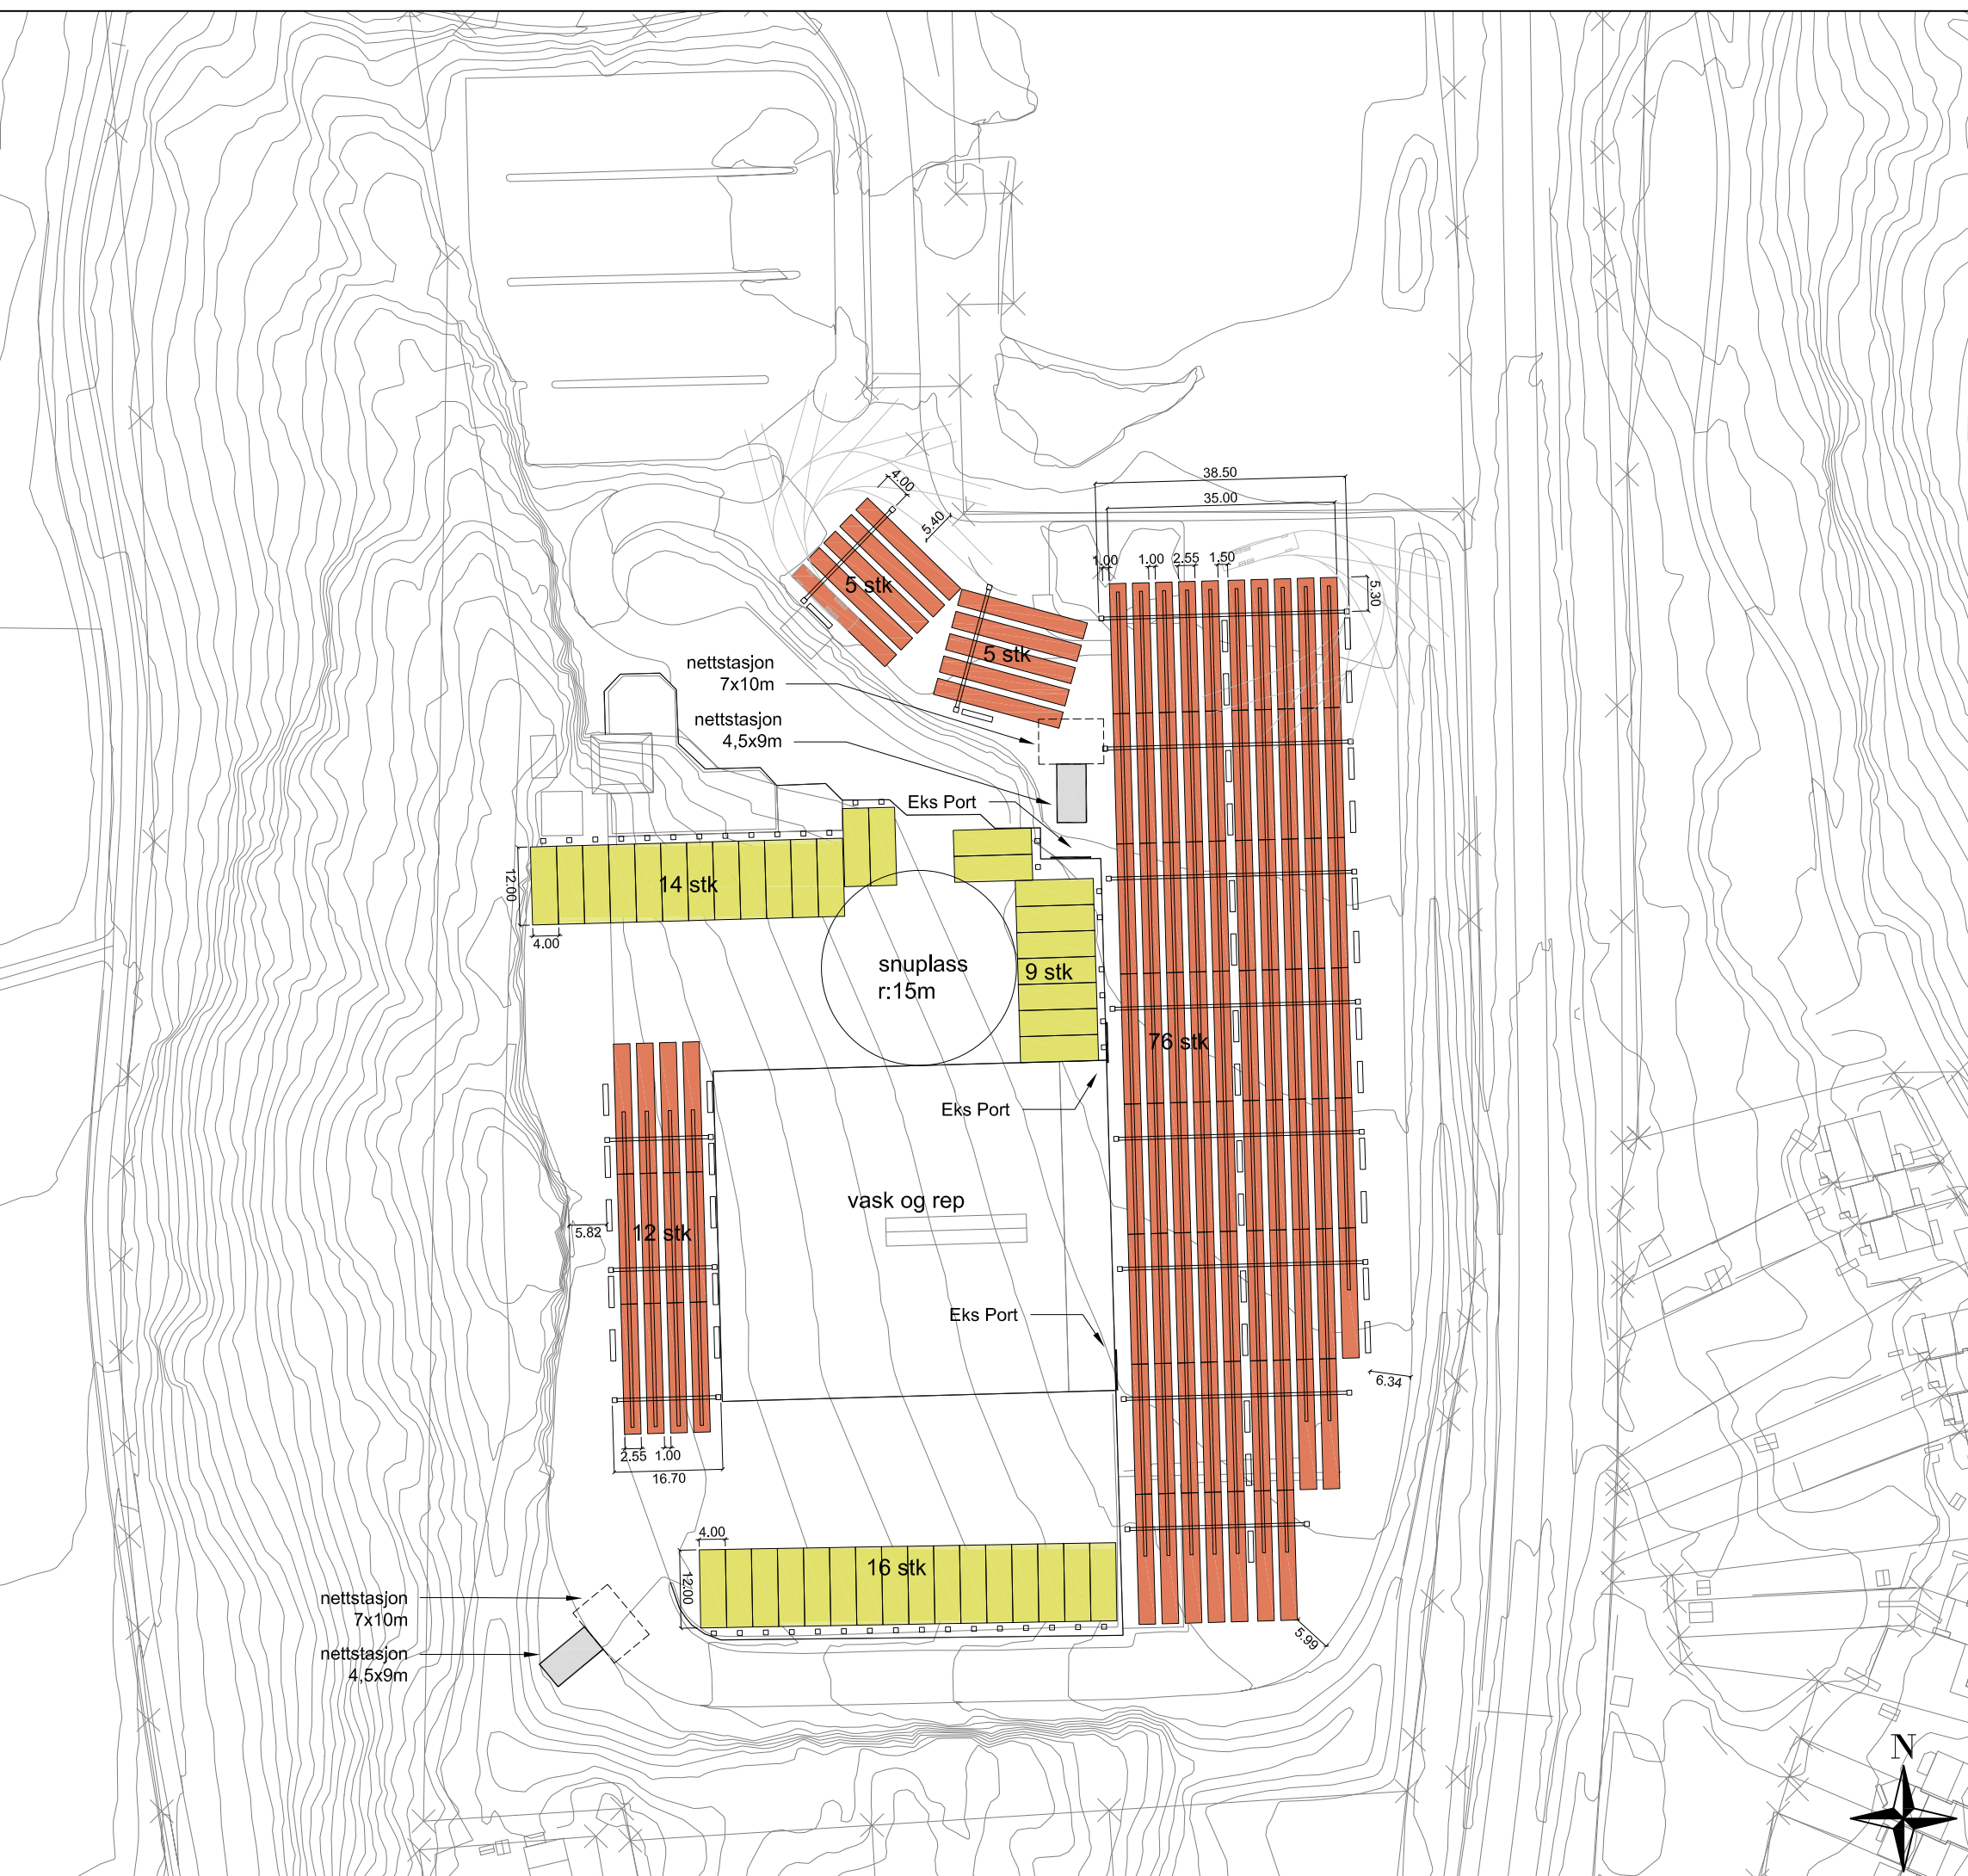 38.50
35.00
4.00
5.40
1.00
1.00
2.55
1.50
5.30
5 stk
5 stk
nettstasjon
7x10m
nettstasjon
4,5x9m
Eks Port
14 stk
12.00
4.00
snuplass
r:15m
9 stk
76 stk
Eks Port
vask og rep
5.82
12 stk
Eks Port
6.34
2.55
1.00
16.70
4.00
16 stk
12.00
nettstasjon
7x10m
nettstasjon
4,5x9m
5.99
N